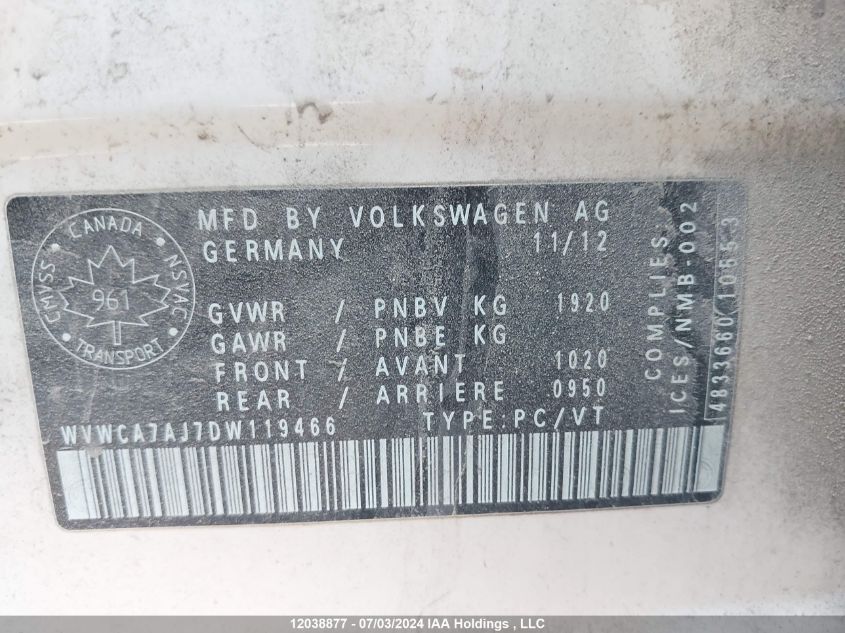 CANADA
CMVSS NSVAC
961
TRANSPORT
MFD BY VOLKSWAGEN AG
GERMANY 11/12
GVWR / PNBV KG 1920
GAWR / PNBE KG
FRONT / AVANT 1020
REAR / ARRIERE 0950
WVWCA7AJ7DW119466 TYPE:PC/VT
COMPLIES:
ICES/NMB-002
4833660
12038877 - 07/03/2024 IAA Holdings , LLC